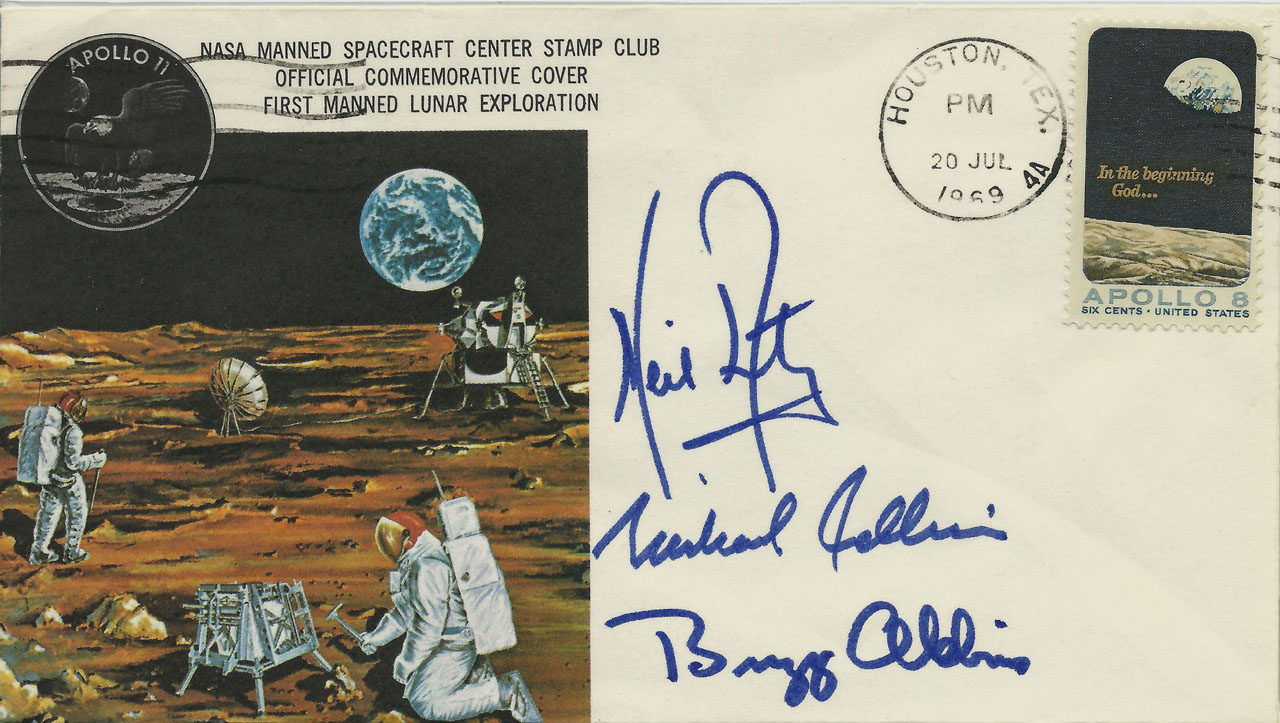 APOLLO 11
NASA MANNED SPACECRAFT CENTER STAMP CLUB
OFFICIAL COMMEMORATIVE COVER
FIRST MANNED LUNAR EXPLORATION
HOUSTON, TEX.
PM
20 JUL
1969
4A
In the beginning
God...
APOLLO 8
SIX CENTS · UNITED STATES
Neil
Michael Collins
Buzz Aldrin